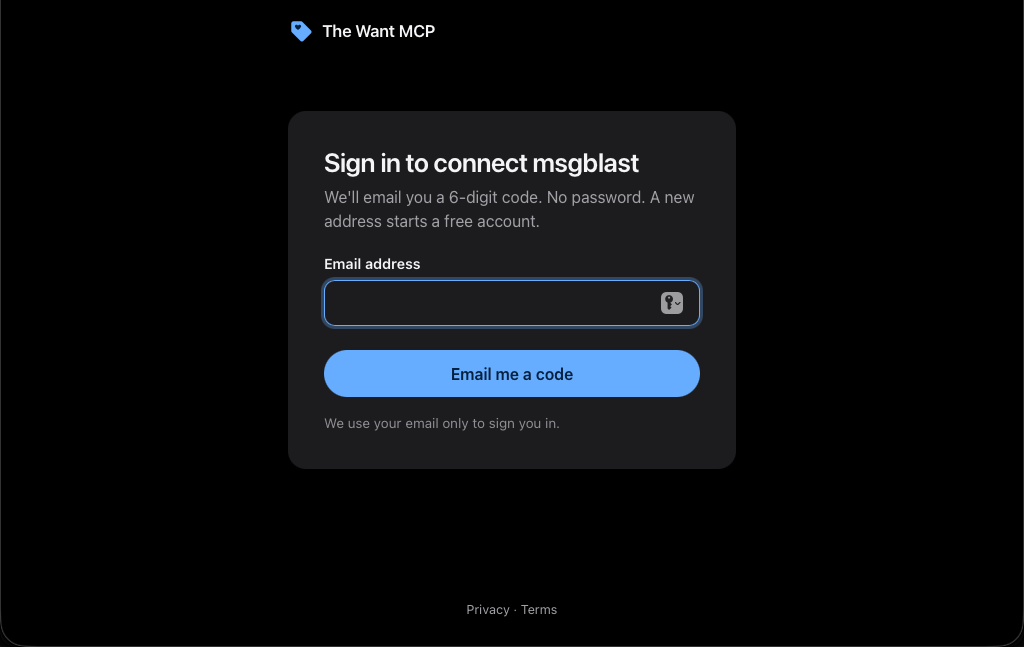 The Want MCP
Sign in to connect msgblast
We'll email you a 6-digit code. No password. A new
address starts a free account.
Email address
Email me a code
We use your email only to sign you in.
Privacy · Terms